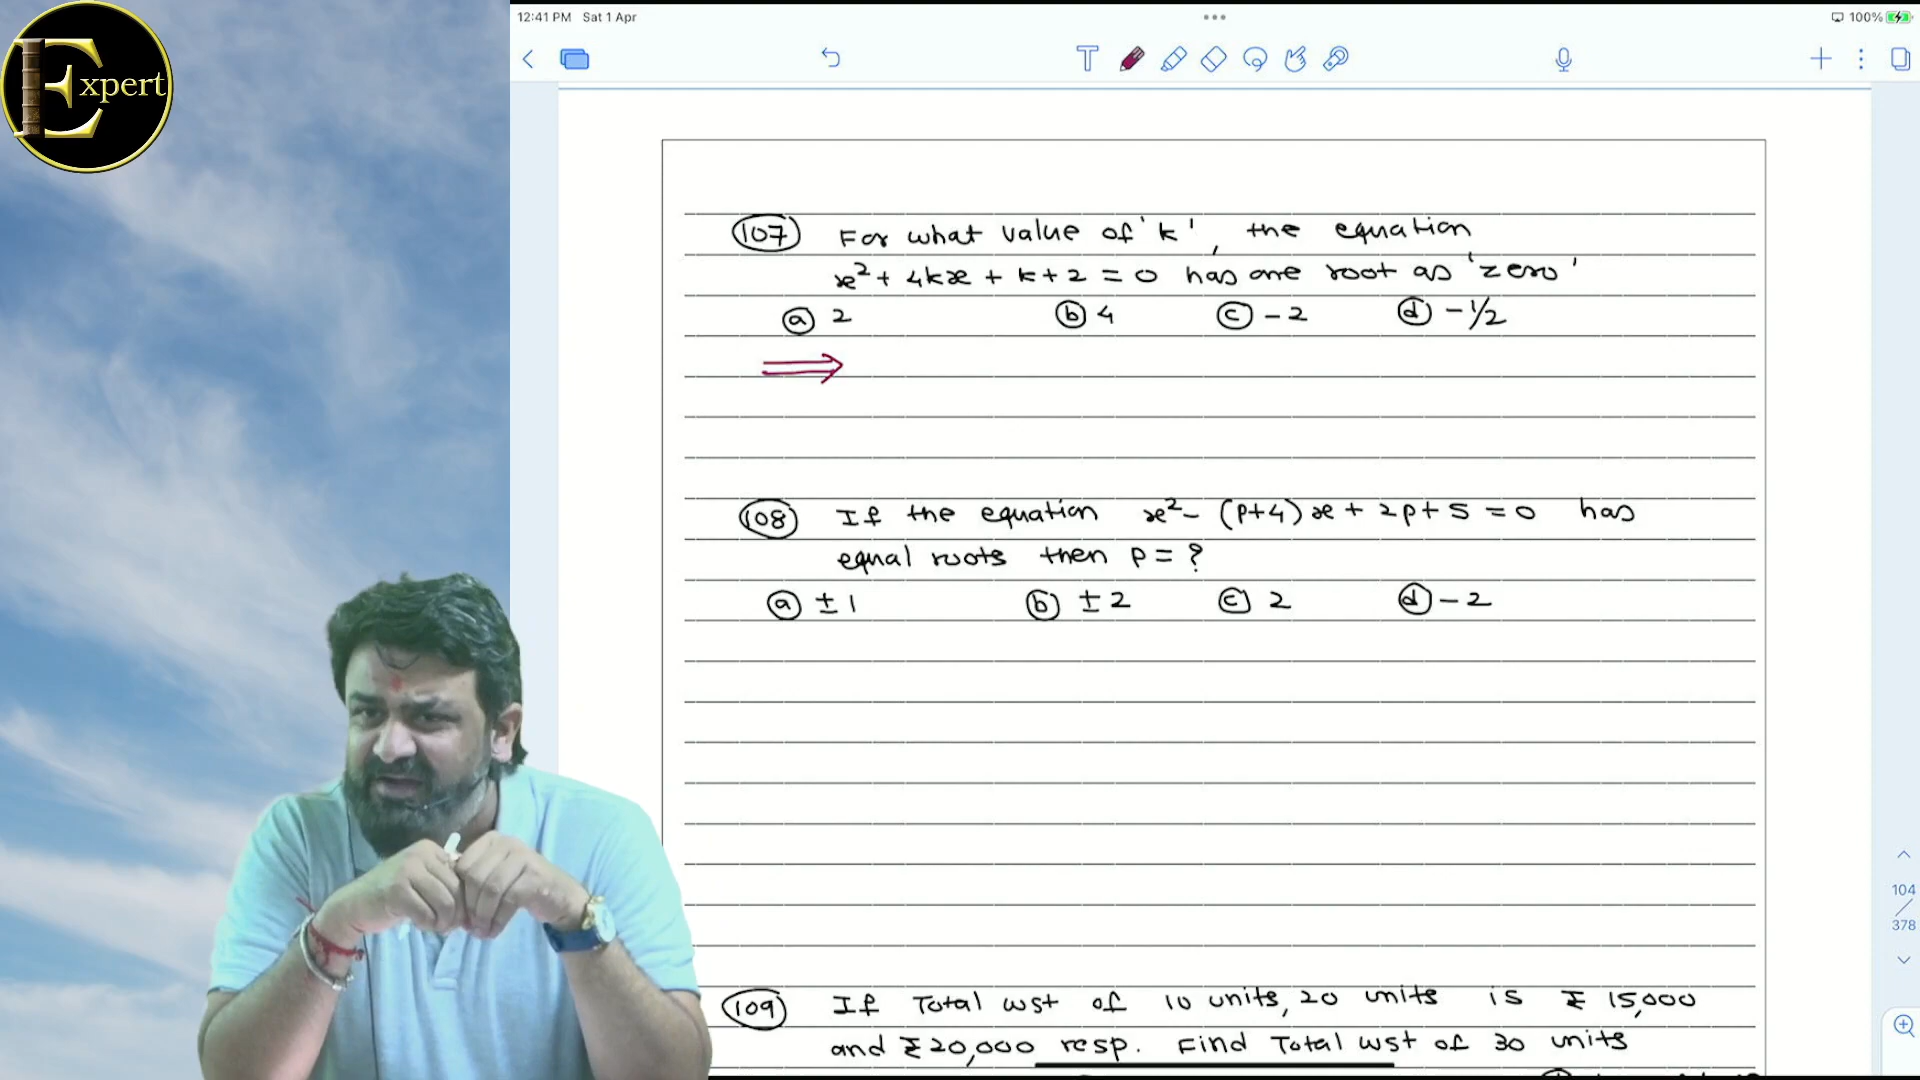 Expert
12:41 PM Sat 1 Apr
100%
T
107 For what value of 'k', the equation
x² + 4kx + k + 2 = 0 has one root as 'zero'
a 2 b 4 c -2 d -1/2
108 If the equation x² - (P+4)x + 2P + 5 = 0 has
equal roots then P = ?
a ±1 b ±2 c 2 d -2
109 If Total cost of 10 units, 20 units is ₹ 15,000
and ₹ 20,000 resp. Find Total cost of 30 units
104
378